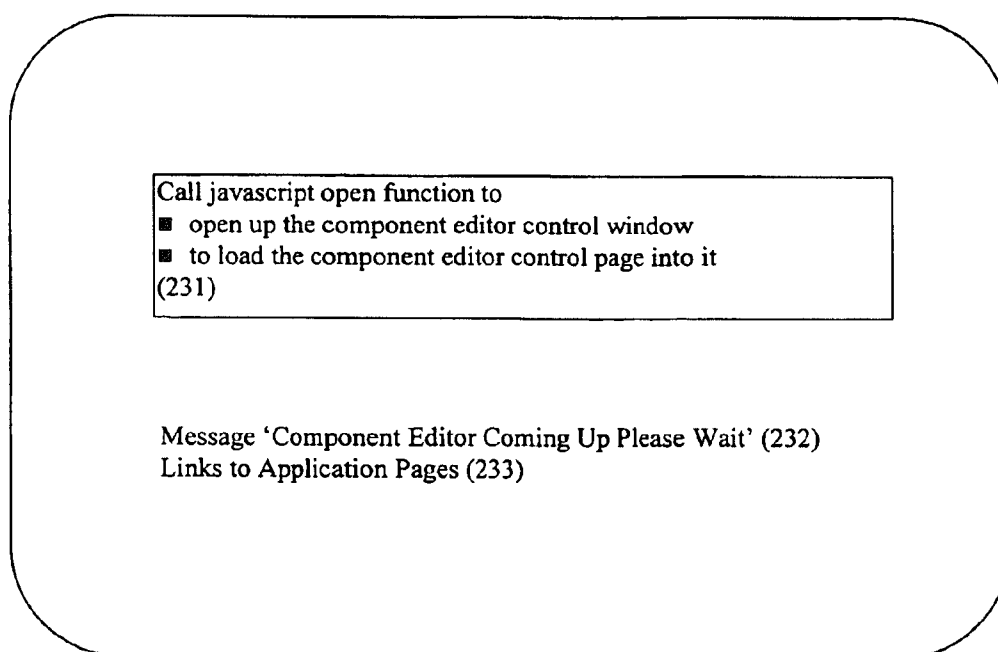 Call javascript open function to
■ open up the component editor control window
■ to load the component editor control page into it
(231)
Message ‘Component Editor Coming Up Please Wait’ (232)
Links to Application Pages (233)